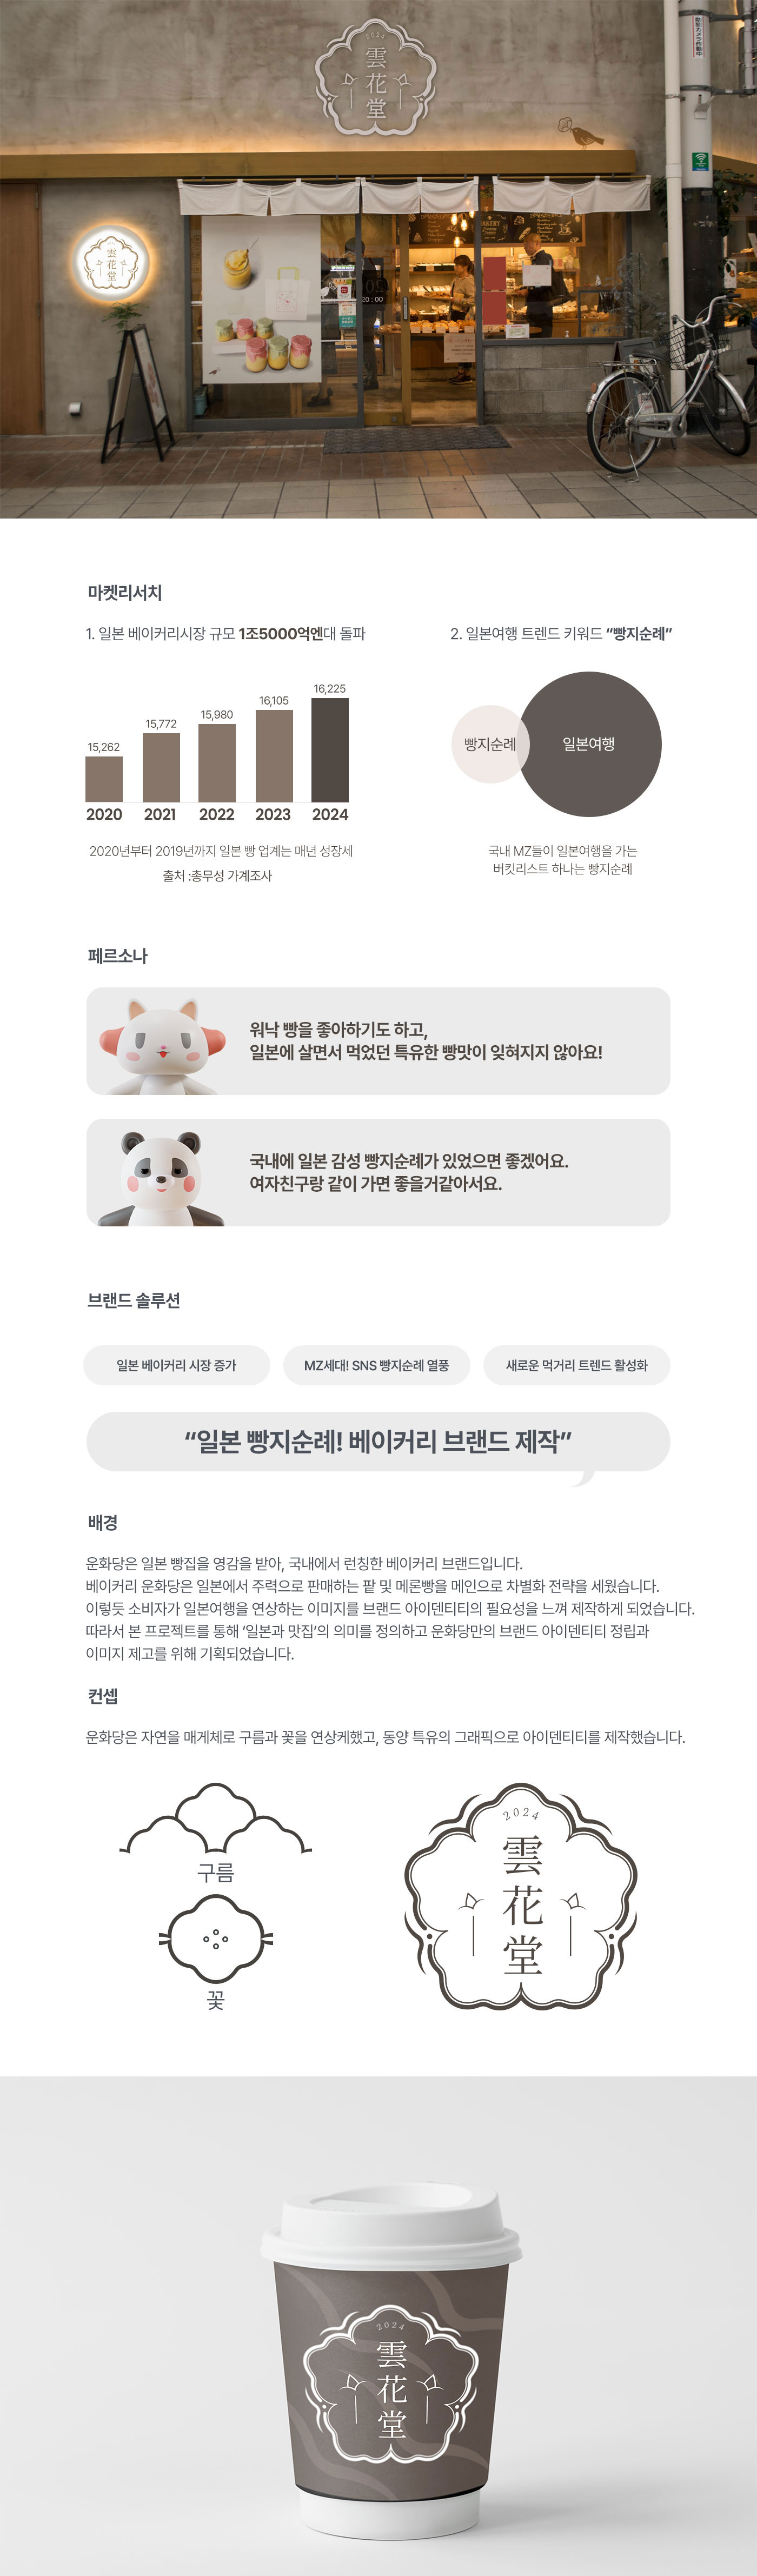 2024
雲
花
堂
雲
花
堂
20:00
마켓리서치
1. 일본 베이커리시장 규모 1조5000억엔대 돌파
2. 일본여행 트렌드 키워드 “빵지순례”
15,262
15,772
15,980
16,105
16,225
2020
2021
2022
2023
2024
빵지순례
일본여행
2020년부터 2019년까지 일본 빵 업계는 매년 성장세
출처 :총무성 가계조사
국내 MZ들이 일본여행을 가는
버킷리스트 하나는 빵지순례
페르소나
워낙 빵을 좋아하기도 하고,
일본에 살면서 먹었던 특유한 빵맛이 잊혀지지 않아요!
국내에 일본 감성 빵지순례가 있었으면 좋겠어요.
여자친구랑 같이 가면 좋을거같아서요.
브랜드 솔루션
일본 베이커리 시장 증가
MZ세대! SNS 빵지순례 열풍
새로운 먹거리 트렌드 활성화
“일본 빵지순례! 베이커리 브랜드 제작”
배경
운화당은 일본 빵집을 영감을 받아, 국내에서 런칭한 베이커리 브랜드입니다.
베이커리 운화당은 일본에서 주력으로 판매하는 팥 및 메론빵을 메인으로 차별화 전략을 세웠습니다.
이렇듯 소비자가 일본여행을 연상하는 이미지를 브랜드 아이덴티티의 필요성을 느껴 제작하게 되었습니다.
따라서 본 프로젝트를 통해 ‘일본과 맛집’의 의미를 정의하고 운화당만의 브랜드 아이덴티티 정립과
이미지 제고를 위해 기획되었습니다.
컨셉
운화당은 자연을 매게체로 구름과 꽃을 연상케했고, 동양 특유의 그래픽으로 아이덴티티를 제작했습니다.
구름
꽃
2024
雲
花
堂
2024
雲
花
堂